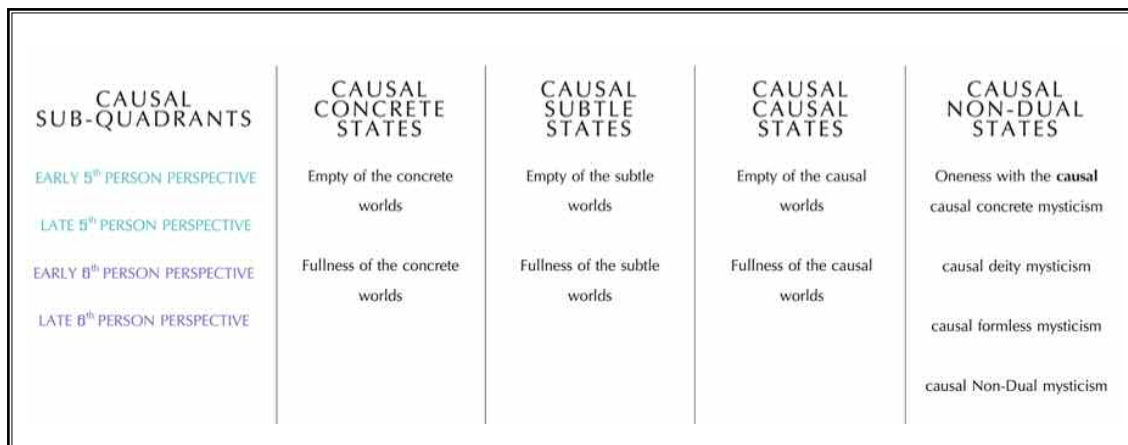 CAUSAL
SUB-QUADRANTS
EARLY 5th PERSON PERSPECTIVE
LATE 5th PERSON PERSPECTIVE
EARLY 6th PERSON PERSPECTIVE
LATE 6th PERSON PERSPECTIVE
CAUSAL
CONCRETE
STATES
Empty of the concrete
worlds
Fullness of the concrete
worlds
CAUSAL
SUBTLE
STATES
Empty of the subtle
worlds
Fullness of the subtle
worlds
CAUSAL
CAUSAL
STATES
Empty of the causal
worlds
Fullness of the causal
worlds
CAUSAL
NON-DUAL
STATES
Oneness with the causal
causal concrete mysticism
causal deity mysticism
causal formless mysticism
causal Non-Dual mysticism